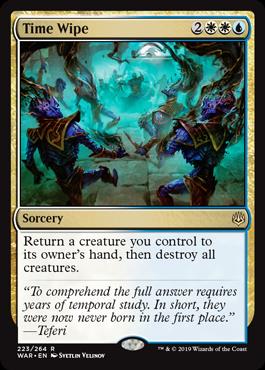 Time Wipe 2
Sorcery
Return a creature you control to
its owner's hand, then destroy all
creatures.
“To comprehend the full answer requires
years of temporal study. In short, they
were now never born in the first place.”
—Teferi
223/264 R
WAR • EN SVETLIN VELINOV
™ & © 2019 Wizards of the Coast